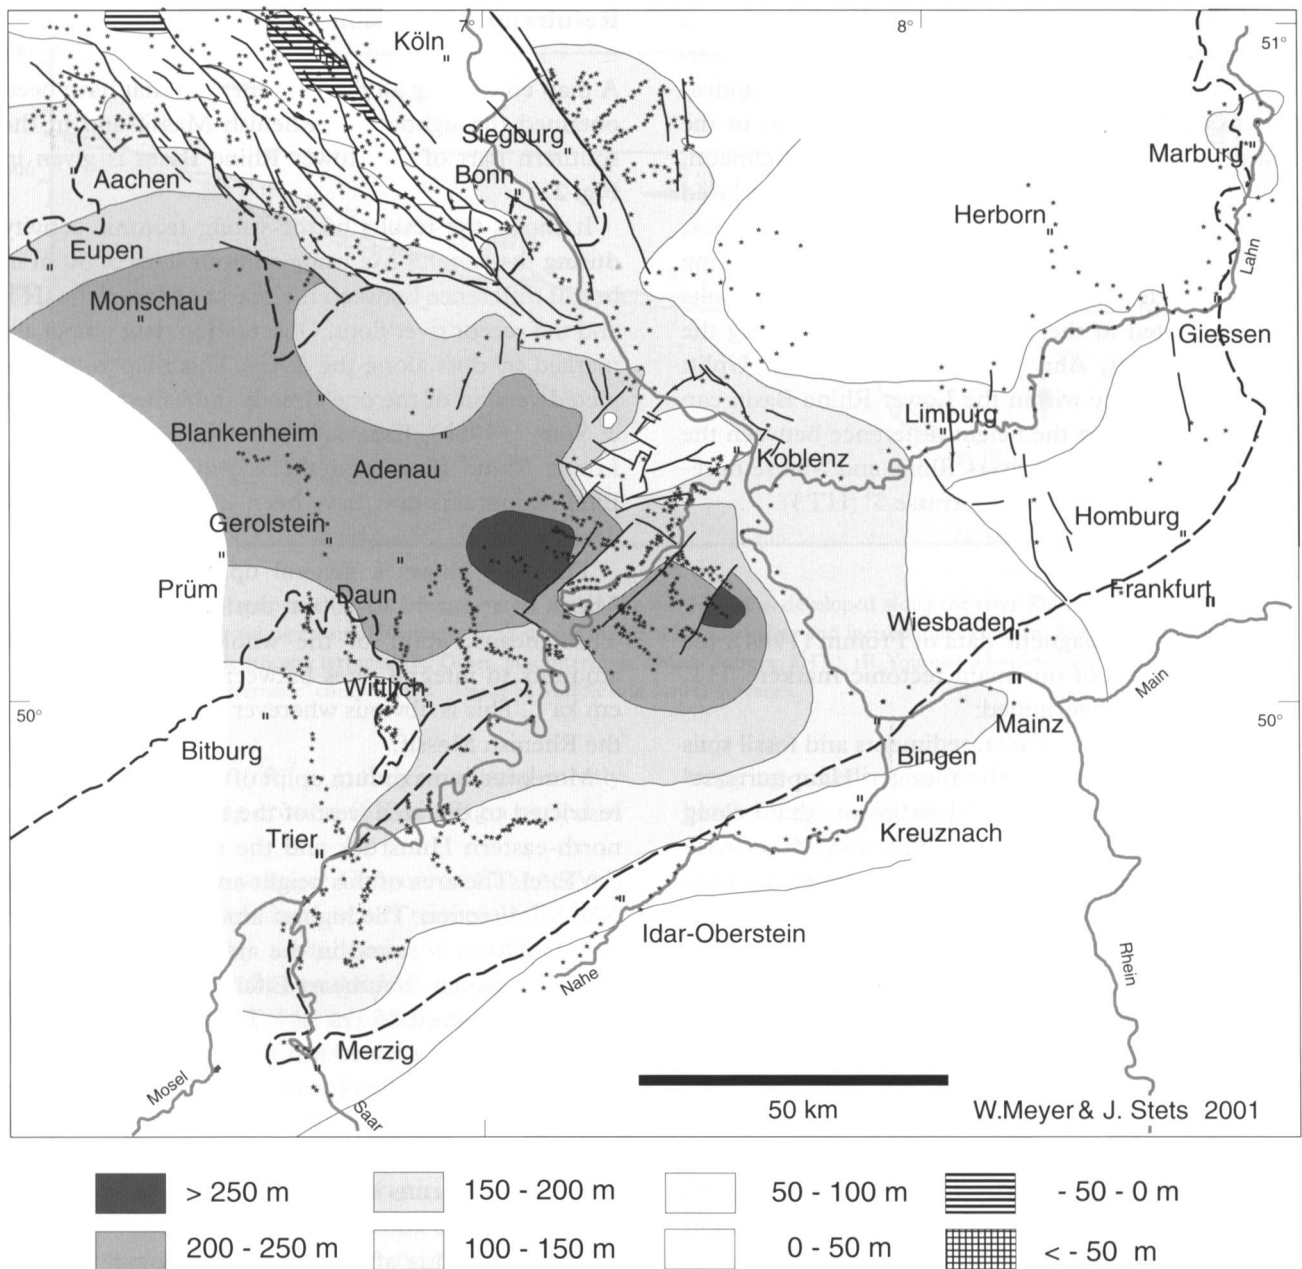 7°
8°
51°
Köln
Siegburg
Bonn
Marburg
Aachen
Herborn
Lahn
Eupen
Monschau
Giessen
Blankenheim
Limburg
Adenau
Koblenz
Gerolstein
Homburg
Prüm
Daun
Frankfurt
Wiesbaden
Wittlich
Main
50°
50°
Mainz
Bitburg
Bingen
Trier
Kreuznach
Idar-Oberstein
Nahe
Rhein
Merzig
Mosel
Saar
50 km
W.Meyer & J. Stets 2001
> 250 m
150 - 200 m
50 - 100 m
- 50 - 0 m
200 - 250 m
100 - 150 m
0 - 50 m
< - 50 m